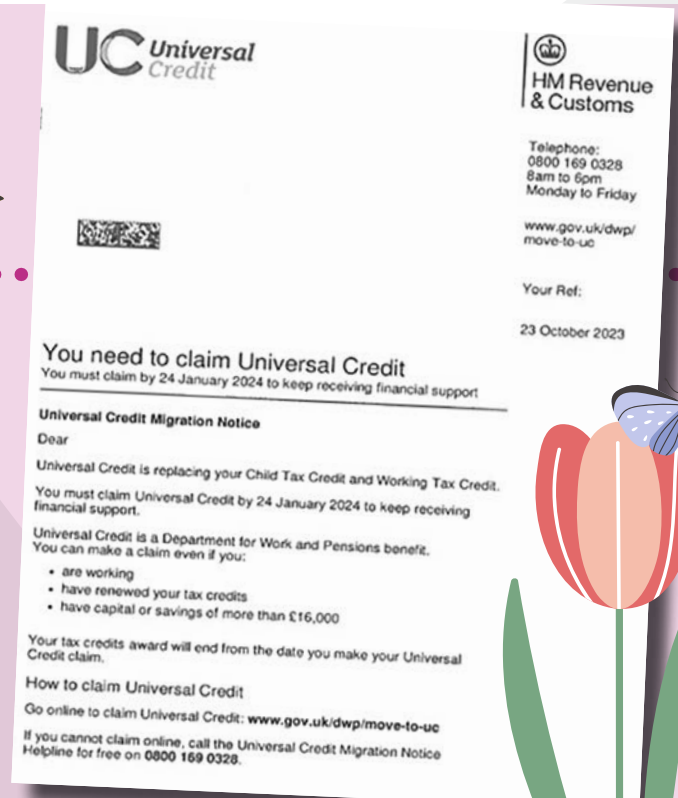 UC Universal
Credit
HM Revenue
& Customs
Telephone:
0800 169 0328
8am to 6pm
Monday to Friday
www.gov.uk/dwp/
move-to-uc
Your Ref:
23 October 2023
You need to claim Universal Credit
You must claim by 24 January 2024 to keep receiving financial support
Universal Credit Migration Notice
Dear
Universal Credit is replacing your Child Tax Credit and Working Tax Credit.
You must claim Universal Credit by 24 January 2024 to keep receiving
financial support.
Universal Credit is a Department for Work and Pensions benefit.
You can make a claim even if you:
• are working
• have renewed your tax credits
• have capital or savings of more than £16,000
Your tax credits award will end from the date you make your Universal
Credit claim.
How to claim Universal Credit
Go online to claim Universal Credit: www.gov.uk/dwp/move-to-uc
If you cannot claim online, call the Universal Credit Migration Notice
Helpline for free on 0800 169 0328.